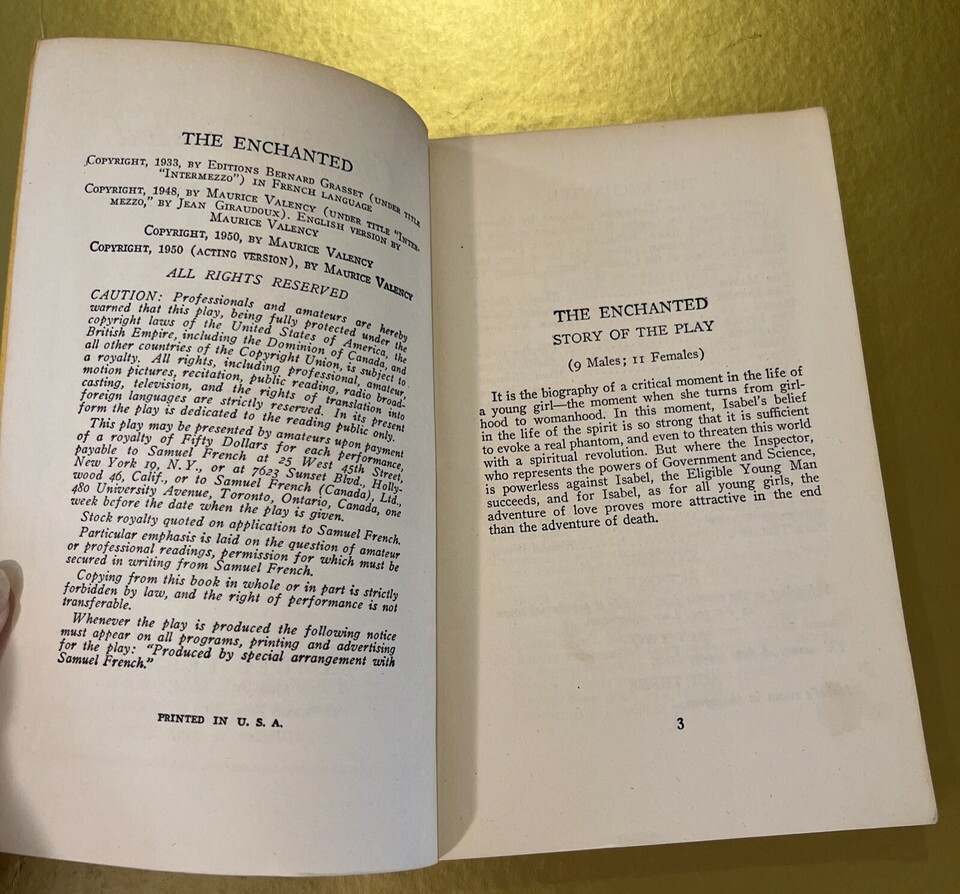 THE ENCHANTED
COPYRIGHT, 1933, BY EDITIONS BERNARD GRASSET (UNDER TITLE
"INTERMEZZO") IN FRENCH LANGUAGE
COPYRIGHT, 1948, BY MAURICE VALENCY (UNDER TITLE "INTER-
MEZZO," BY JEAN GIRAUDOUX). ENGLISH VERSION BY
MAURICE VALENCY
COPYRIGHT, 1950, BY MAURICE VALENCY
COPYRIGHT, 1950 (ACTING VERSION), BY MAURICE VALENCY
ALL RIGHTS RESERVED
CAUTION: Professionals and amateurs are hereby
warned that this play, being fully protected under the
copyright laws of the United States of America, the
British Empire, including the Dominion of Canada, and
all other countries of the Copyright Union, is subject to
a royalty. All rights, including professional, amateur,
motion pictures, recitation, public reading, radio broad-
casting, television, and the rights of translation into
foreign languages are strictly reserved. In its present
form the play is dedicated to the reading public only.
This play may be presented by amateurs upon payment
of a royalty of Fifty Dollars for each performance,
payable to Samuel French at 25 West 45th Street,
New York 19, N. Y., or at 7623 Sunset Blvd., Holly-
wood 46, Calif., or to Samuel French (Canada), Ltd.,
480 University Avenue, Toronto, Ontario, Canada, one
week before the date when the play is given.
Stock royalty quoted on application to Samuel French.
Particular emphasis is laid on the question of amateur
or professional readings, permission for which must be
secured in writing from Samuel French.
Copying from this book in whole or in part is strictly
forbidden by law, and the right of performance is not
transferable.
Whenever the play is produced the following notice
must appear on all programs, printing and advertising
for the play: "Produced by special arrangement with
Samuel French."
PRINTED IN U. S. A.
THE ENCHANTED
STORY OF THE PLAY
(9 Males; 11 Females)
It is the biography of a critical moment in the life of
a young girl—the moment when she turns from girl-
hood to womanhood. In this moment, Isabel's belief
in the life of the spirit is so strong that it is sufficient
to evoke a real phantom, and even to threaten this world
with a spiritual revolution. But where the Inspector,
who represents the powers of Government and Science,
is powerless against Isabel, the Eligible Young Man
succeeds, and for Isabel, as for all young girls, the
adventure of love proves more attractive in the end
than the adventure of death.
3